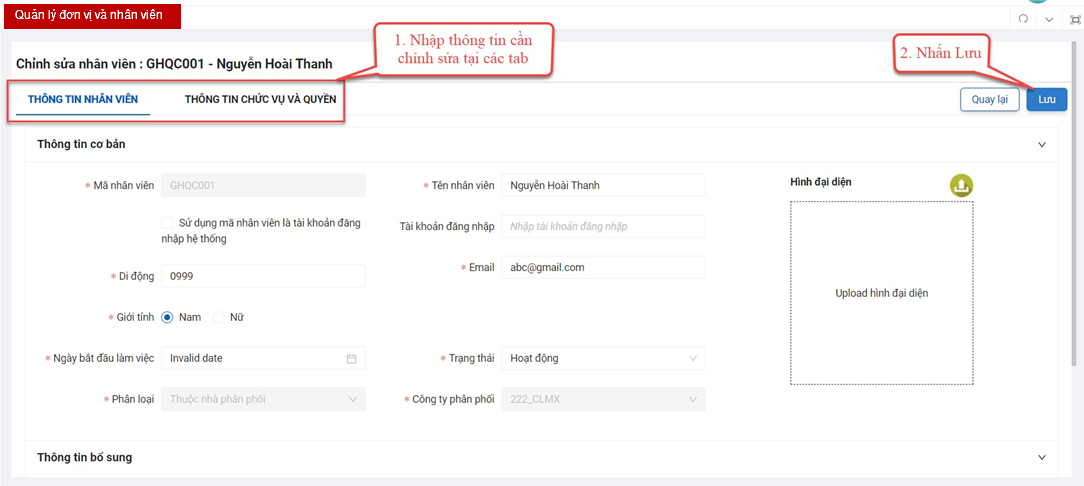 Quản lý đơn vị và nhân viên
1. Nhập thông tin cần
chỉnh sửa tại các tab
2. Nhấn Lưu
Chỉnh sửa nhân viên : GHQC001 - Nguyễn Hoài Thanh
THÔNG TIN NHÂN VIÊN THÔNG TIN CHỨC VỤ VÀ QUYỀN Quay lại Lưu
Thông tin cơ bản
* Mã nhân viên GHQC001 * Tên nhân viên Nguyễn Hoài Thanh Hình đại diện
Sử dụng mã nhân viên là tài khoản đăng
nhập hệ thống
Tài khoản đăng nhập Nhập tài khoản đăng nhập
* Di động 0999 * Email abc@gmail.com
Upload hình đại diện
* Giới tính Nam Nữ
* Ngày bắt đầu làm việc Invalid date * Trạng thái Hoạt động
* Phân loại Thuộc nhà phân phối * Công ty phân phối 222_CLMX
Thông tin bổ sung